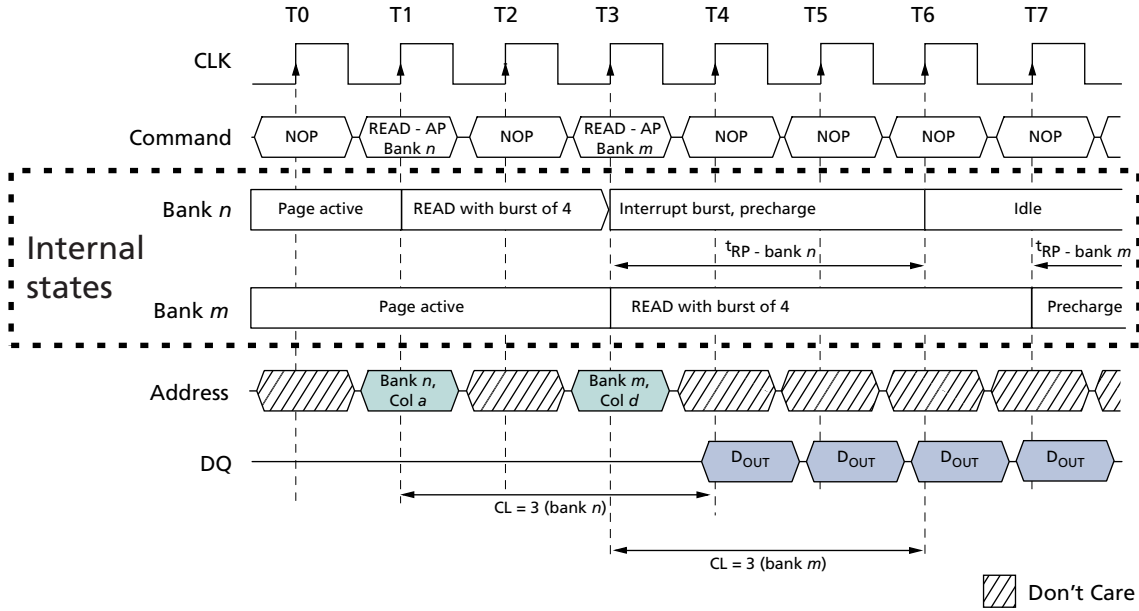 T0 T1 T2 T3 T4 T5 T6 T7
CLK
Command NOP READ - AP Bank n NOP READ - AP Bank m NOP NOP NOP NOP
Bank n Page active READ with burst of 4 Interrupt burst, precharge Idle
Internal states
tRP - bank n tRP - bank m
Bank m Page active READ with burst of 4 Precharge
Address Bank n, Col a Bank m, Col d
DQ DOUT DOUT DOUT DOUT
CL = 3 (bank n)
CL = 3 (bank m)
Don't Care